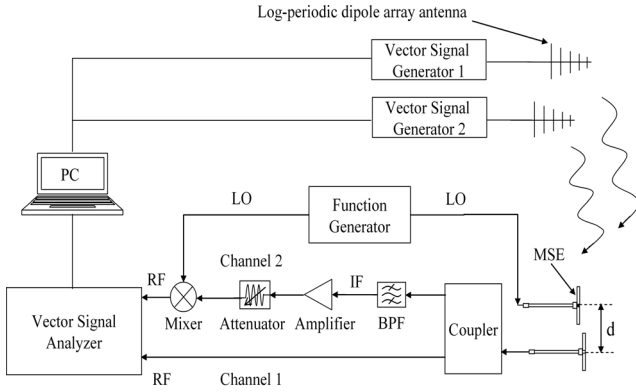 Log-periodic dipole array antenna
Vector Signal
Generator 1
Vector Signal
Generator 2
PC
LO
Function
Generator
LO
MSE
RF
Channel 2
IF
Mixer
Attenuator
Amplifier
BPF
Coupler
d
Vector Signal
Analyzer
RF
Channel 1